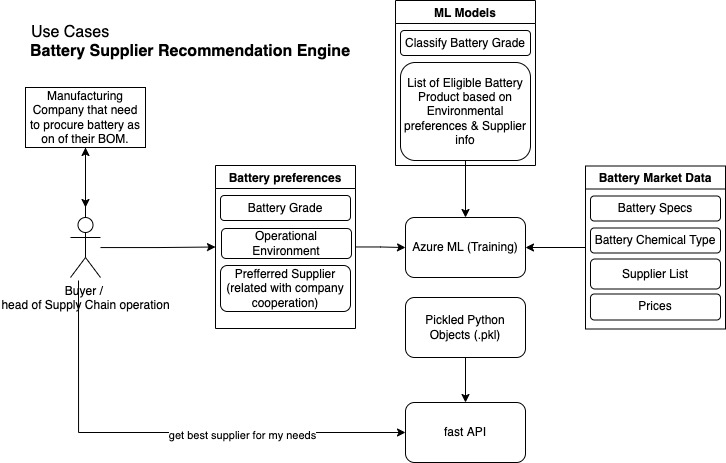 Use Cases
Battery Supplier Recommendation Engine
Manufacturing
Company that need
to procure battery as
on of their BOM.
Buyer /
head of Supply Chain operation
Battery preferences
Battery Grade
Operational
Environment
Prefferred Supplier
(related with company
cooperation)
ML Models
Classify Battery Grade
List of Eligible Battery
Product based on
Environmental
preferences & Supplier
info
Azure ML (Training)
Battery Market Data
Battery Specs
Battery Chemical Type
Supplier List
Prices
Pickled Python
Objects (.pkl)
get best supplier for my needs
fast API